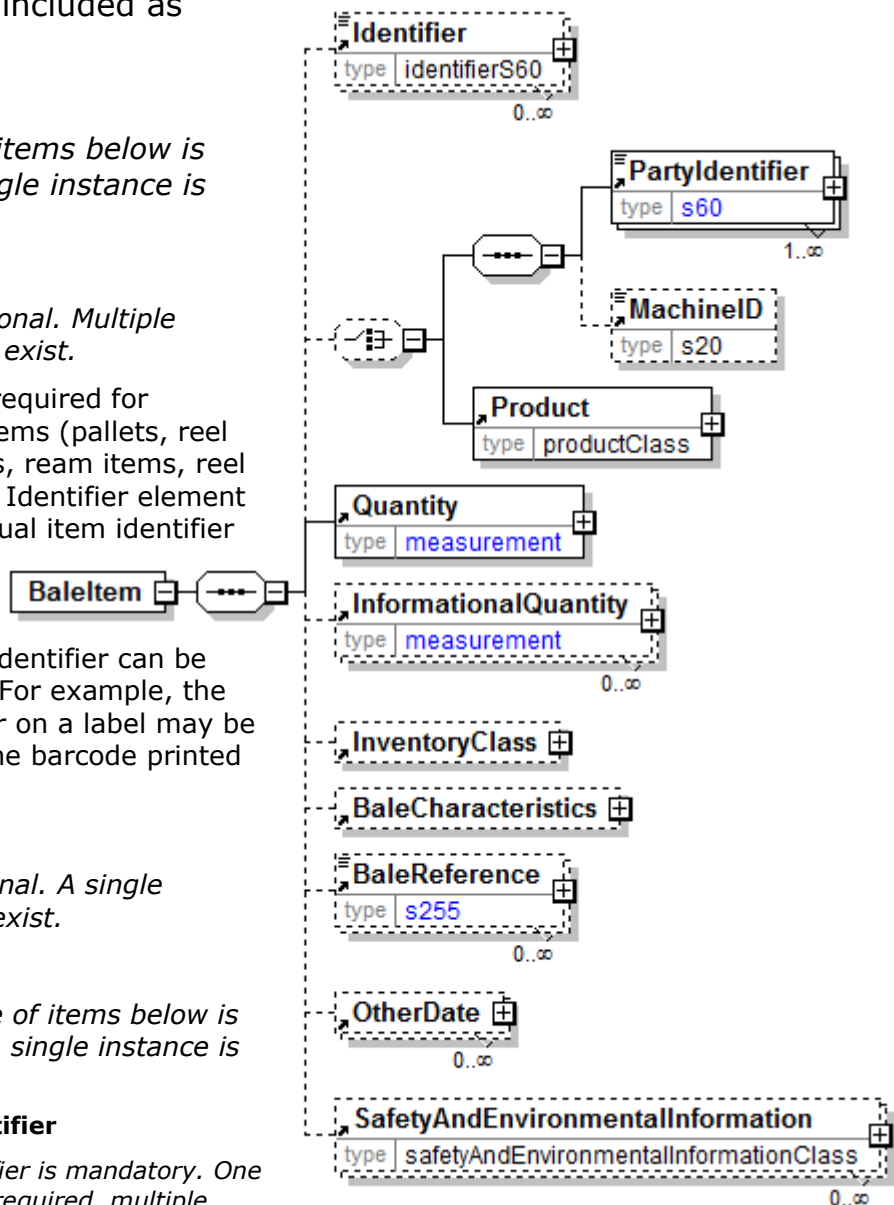 included as
items below is
gle instance is
onal. Multiple
exist.
required for
ems (pallets, reel
s, ream items, reel
Identifier element
ual item identifier
dentifier can be
For example, the
r on a label may be
he barcode printed
nal. A single
exist.
e of items below is
single instance is
tifier
fier is mandatory. One
required, multiple
Identifier
type identifierS60
0..∞
PartyIdentifier
type s60
1..∞
MachineID
type s20
Product
type productClass
Quantity
type measurement
BaleItem
InformationalQuantity
type measurement
0..∞
InventoryClass
BaleCharacteristics
BaleReference
type s255
0..∞
OtherDate
0..∞
SafetyAndEnvironmentalInformation
type safetyAndEnvironmentalInformationClass
0..∞